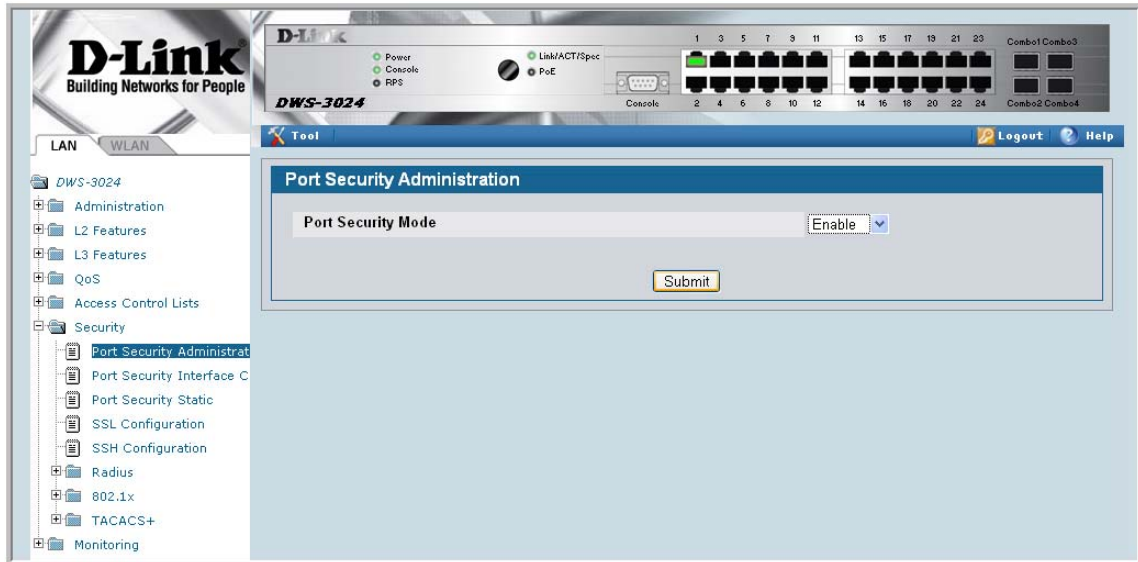 D-Link
Building Networks for People
D-Link
Power
Console
RPS
Link/ACT/Spec
PoE
DWS-3024
Console
1 3 5 7 9 11 13 15 17 19 21 23
2 4 6 8 10 12 14 16 18 20 22 24
Combo1 Combo3
Combo2 Combo4
Tool
Logout
Help
LAN
WLAN
DWS-3024
Administration
L2 Features
L3 Features
QoS
Access Control Lists
Security
Port Security Administrat
Port Security Interface C
Port Security Static
SSL Configuration
SSH Configuration
Radius
802.1x
TACACS+
Monitoring
Port Security Administration
Port Security Mode
Enable
Submit